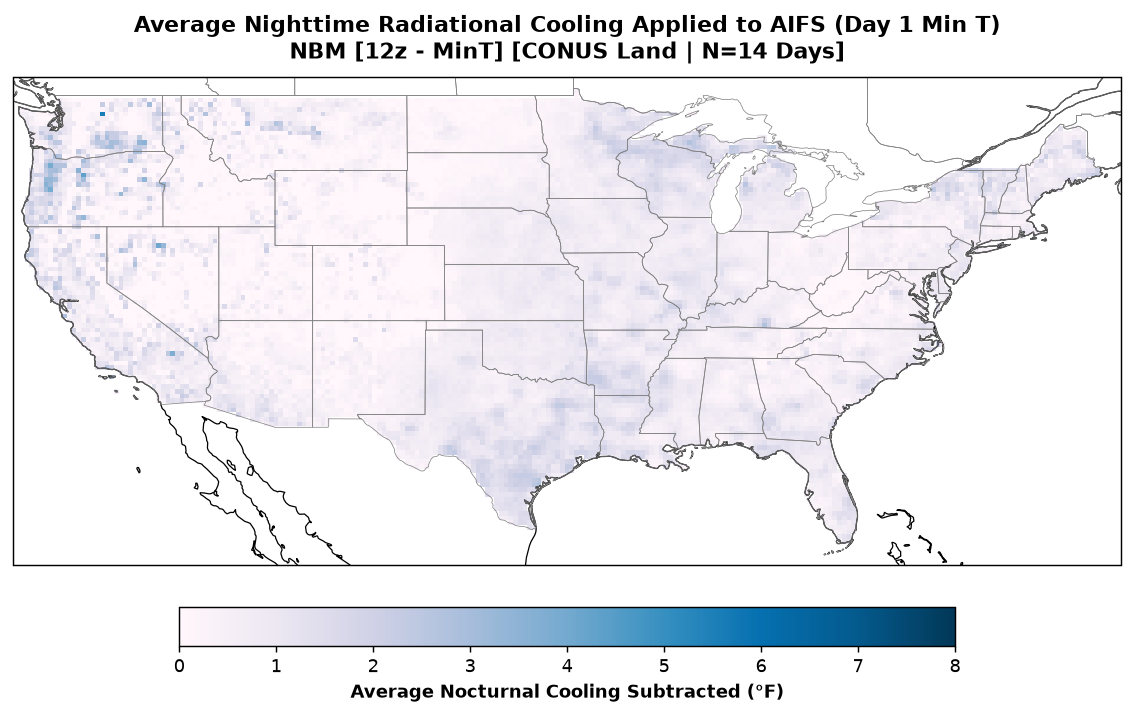 Average Nighttime Radiational Cooling Applied to AIFS (Day 1 Min T)
NBM [12z - MinT] [CONUS Land | N=14 Days]
0 1 2 3 4 5 6 7 8
Average Nocturnal Cooling Subtracted (°F)